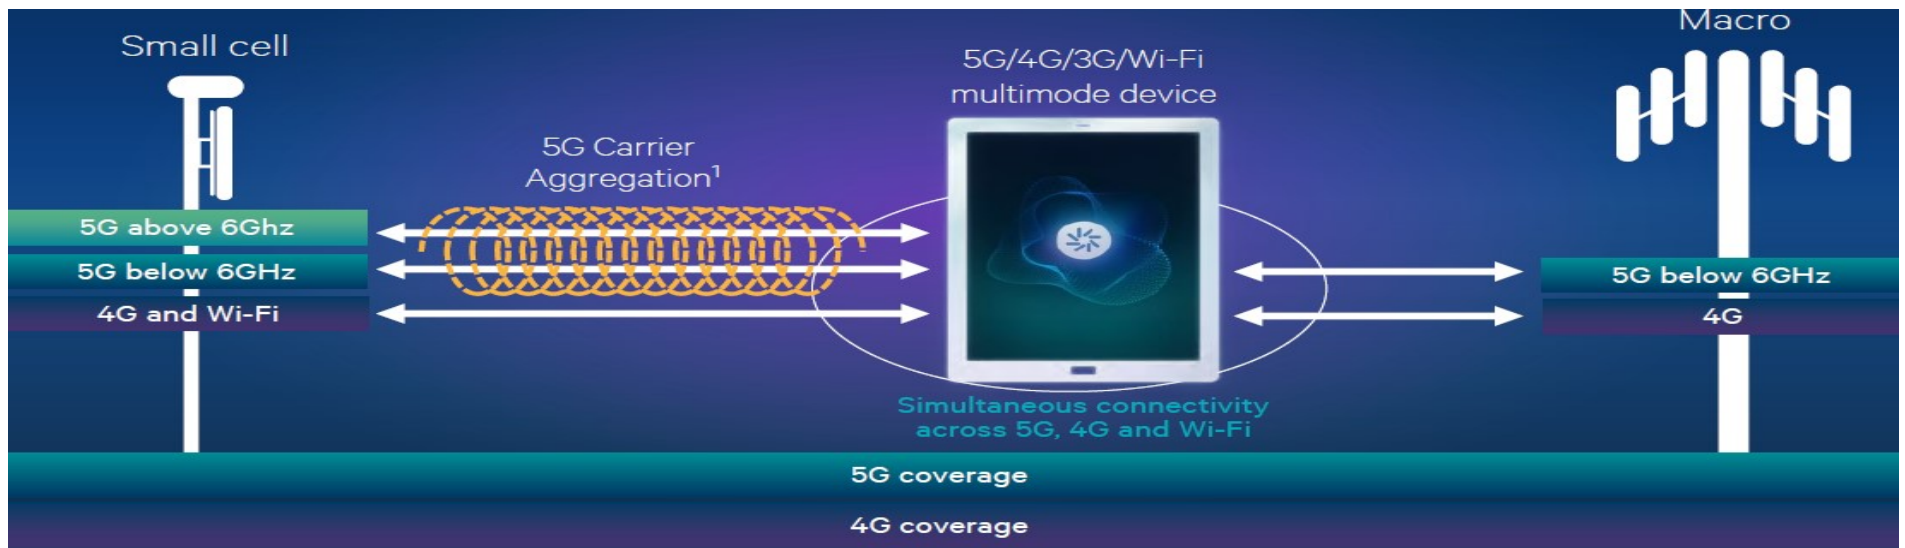 Small cell
5G/4G/3G/Wi-Fi
multimode device
Macro
5G Carrier
Aggregation¹
5G above 6Ghz
5G below 6GHz
4G and Wi-Fi
5G below 6GHz
4G
Simultaneous connectivity
across 5G, 4G and Wi-Fi
5G coverage
4G coverage